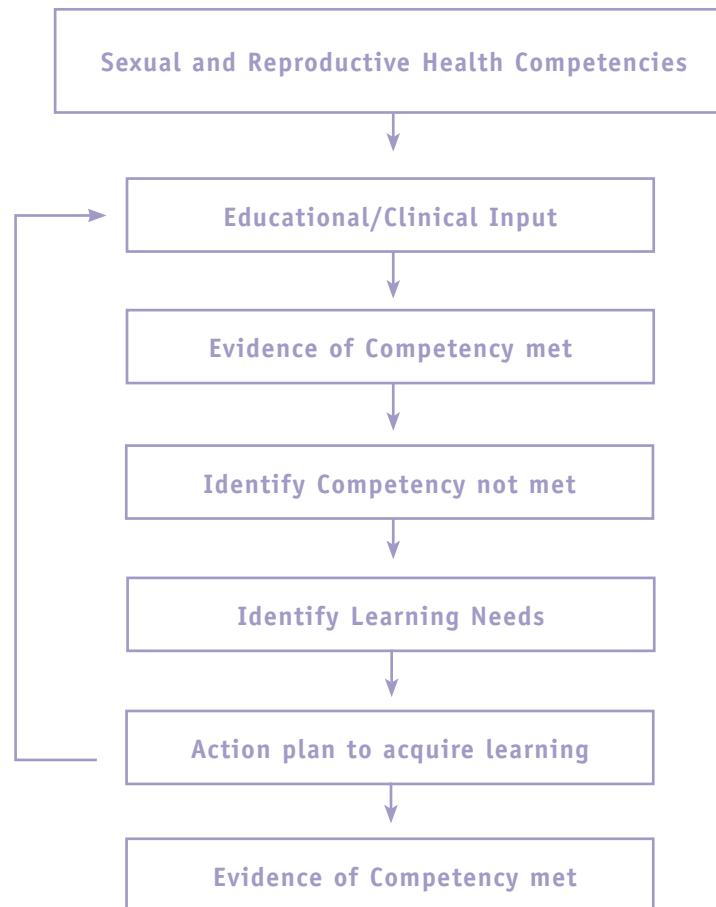 Sexual and Reproductive Health Competencies
Educational/Clinical Input
Evidence of Competency met
Identify Competency not met
Identify Learning Needs
Action plan to acquire learning
Evidence of Competency met